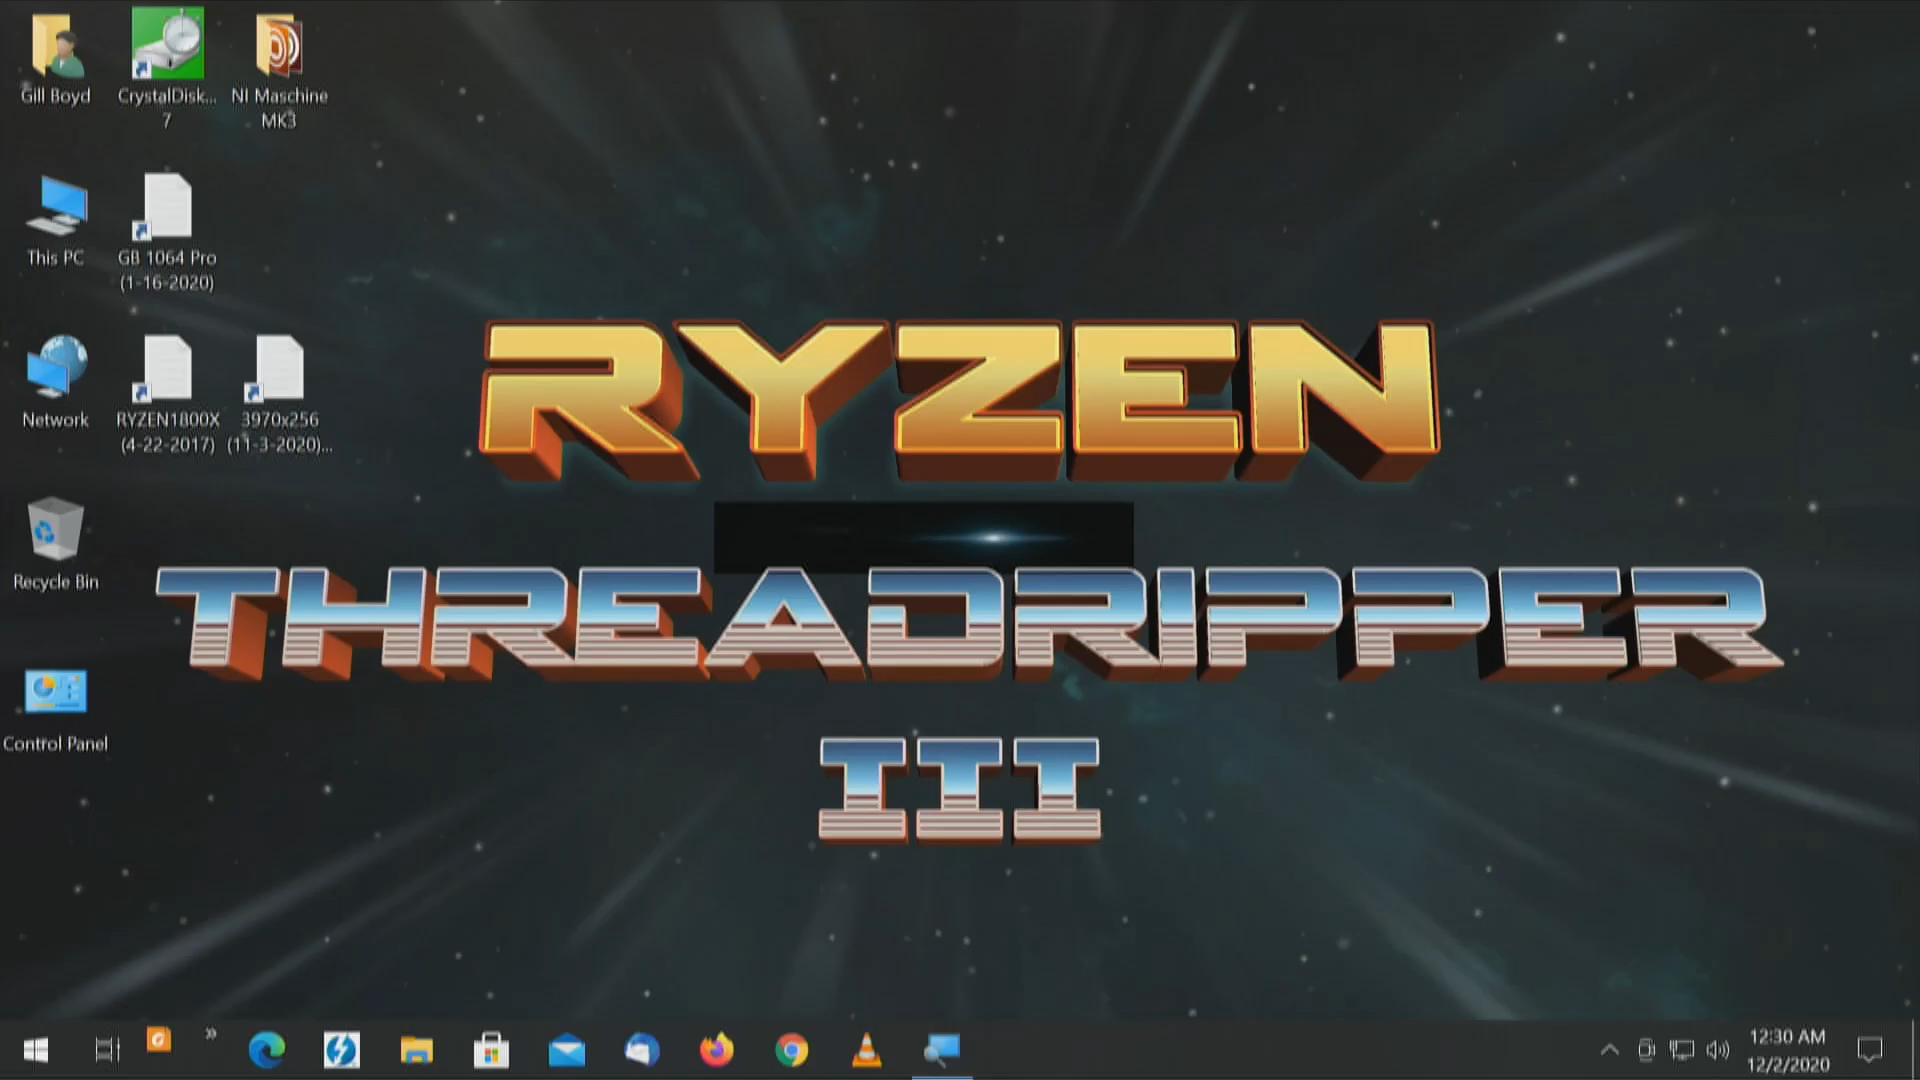 Gill Boyd
CrystalDisk...
7
NI Maschine
MK3
This PC
GB 1064 Pro
(1-16-2020)
Network
RYZEN1800X
(4-22-2017)
3970x256
(11-3-2020)...
Recycle Bin
Control Panel
RYZEN
THREADRIPPER
III
12:30 AM
12/2/2020